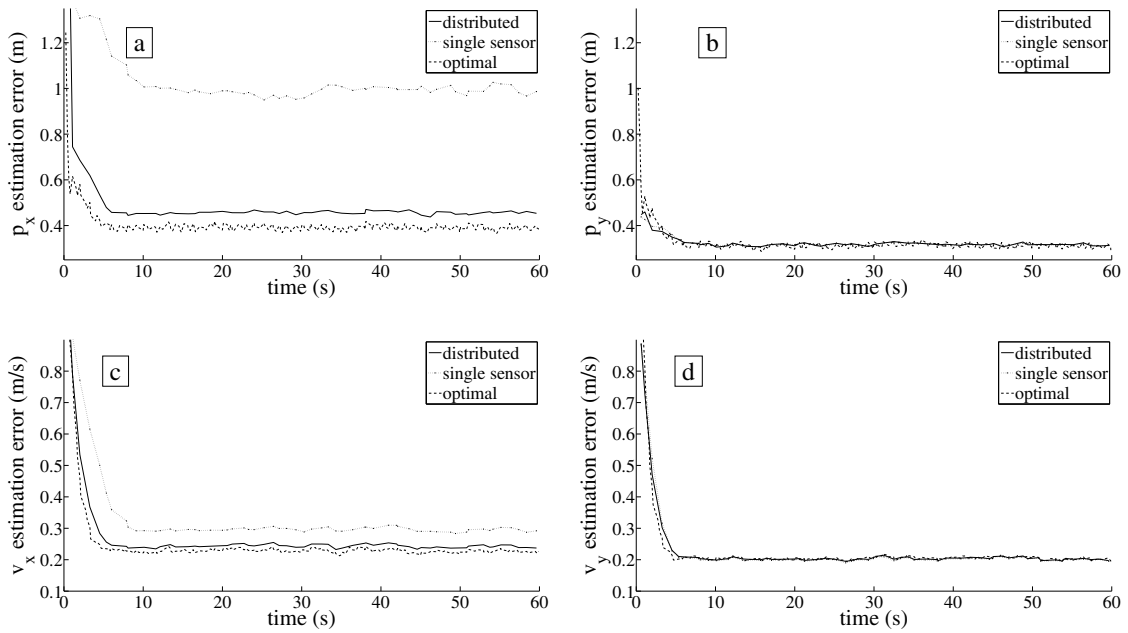 1.2
1
0.8
0.6
0.4
p_x estimation error (m)
a
distributed
single sensor
optimal
0 10 20 30 40 50 60
time (s)
1.2
1
0.8
0.6
0.4
p_y estimation error (m)
b
distributed
single sensor
optimal
0 10 20 30 40 50 60
time (s)
0.8
0.7
0.6
0.5
0.4
0.3
0.2
0.1
v_x estimation error (m/s)
c
distributed
single sensor
optimal
0 10 20 30 40 50 60
time (s)
0.8
0.7
0.6
0.5
0.4
0.3
0.2
0.1
v_y estimation error (m/s)
d
distributed
single sensor
optimal
0 10 20 30 40 50 60
time (s)